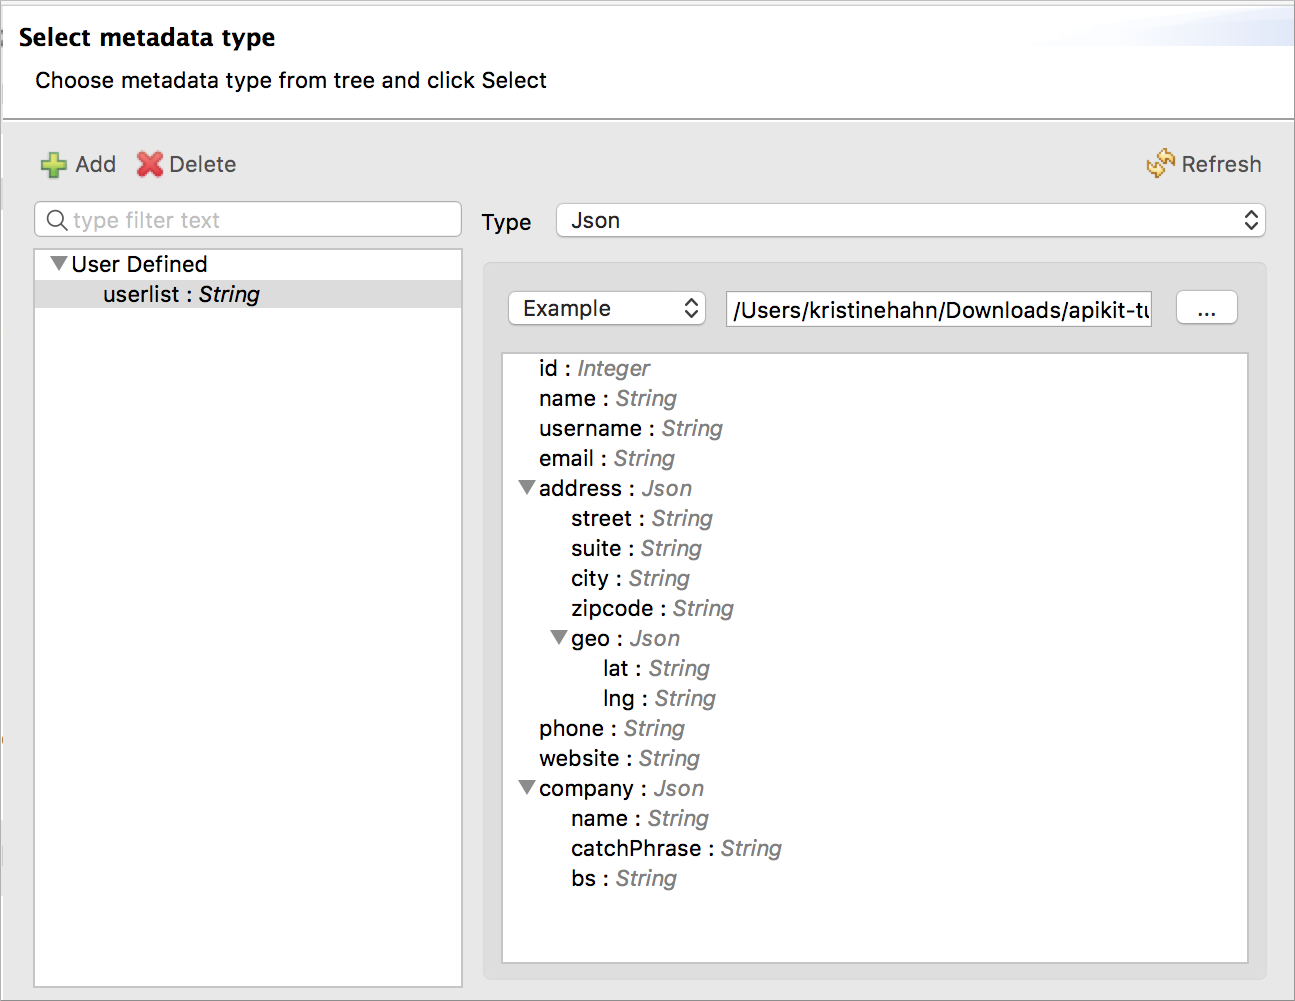 Select metadata type
Choose metadata type from tree and click Select
Add Delete Refresh
type filter text
Type Json
User Defined
userlist : String
Example /Users/kristinehahn/Downloads/apikit-tu ...
id : Integer
name : String
username : String
email : String
address : Json
street : String
suite : String
city : String
zipcode : String
geo : Json
lat : String
lng : String
phone : String
website : String
company : Json
name : String
catchPhrase : String
bs : String